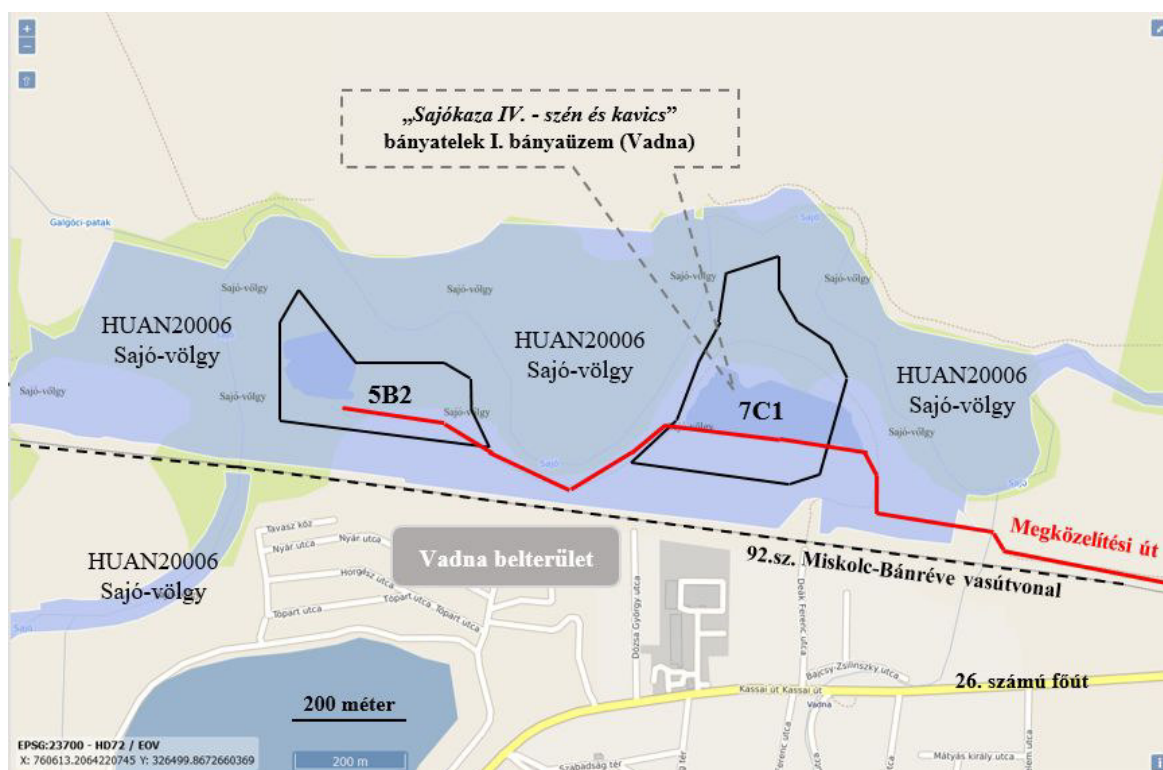 „Sajókaza IV. - szén és kavics”
bányatelek I. bányaüzem (Vadna)
Galgóci-patak
Sajó
Sajó-völgy
Sajó-völgy
Sajó-völgy
Sajó-völgy
HUAN20006
Sajó-völgy
HUAN20006
Sajó-völgy
HUAN20006
Sajó-völgy
Sajó-völgy
Sajó-völgy
5B2
Sajó-völgy
7C1
Sajó-völgy
Sajó-völgy
Sajó
Sajó
Megközelítési út
92.sz. Miskolc-Bánréve vasútvonal
Vadna belterület
HUAN20006
Sajó-völgy
Tavasz köz
Nyár utca
Nyár utca
Horgász utca
Tópart utca
Tópart utca
Tópart utca
Dózsa György utca
Deák Ferenc utca
Bajcsy-Zsilinszky utca
Kassai út Kassai út
26. számú főút
Vadna
Mátyás király utca
Szabadság tér
200 méter
200 m
EPSG:23700 - HD72 / EOV
X: 760613.2064220745 Y: 326499.8672660369